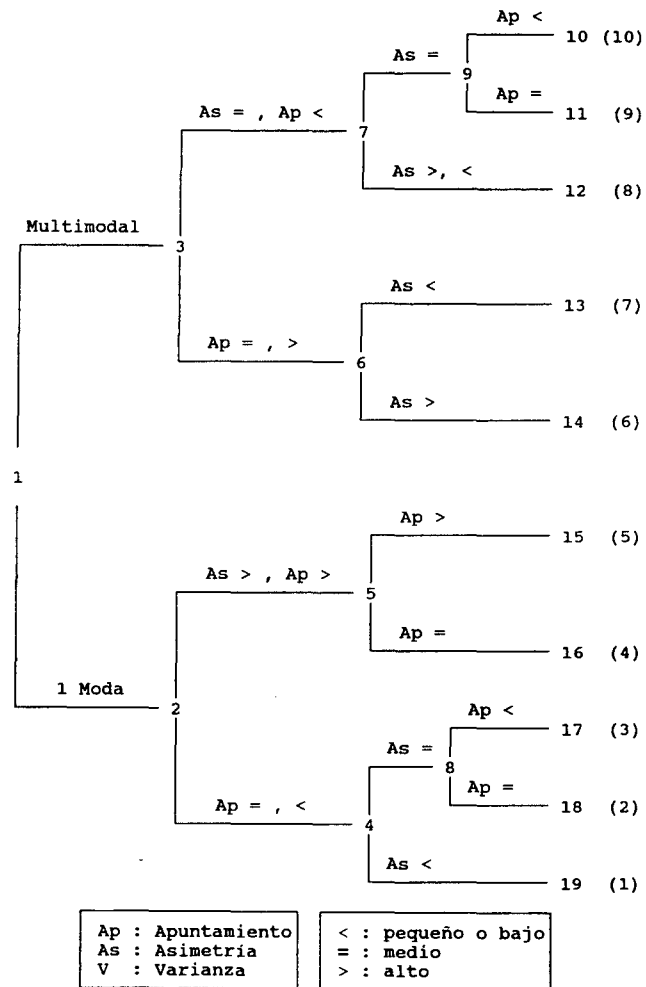 Ap <
10 (10)
As =
9
Ap =
11 (9)
As = , Ap <
7
As >, <
12 (8)
Multimodal
3
As <
13 (7)
Ap = , >
6
As >
14 (6)
1
Ap >
15 (5)
As > , Ap >
5
Ap =
16 (4)
1 Moda
2
Ap <
17 (3)
As =
8
Ap =
18 (2)
Ap = , <
4
As <
19 (1)
Ap : Apuntamiento
As : Asimetría
V : Varianza
< : pequeño o bajo
= : medio
> : alto